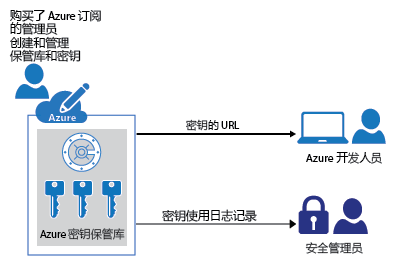 购买了 Azure 订阅
的管理员
创建和管理
保管库和密钥
Azure
密钥的 URL
Azure 开发人员
密钥使用日志记录
Azure 密钥保管库
安全管理员